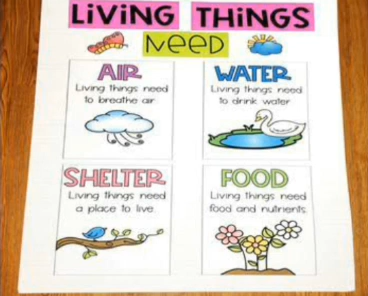 LiViNG THiNGS
NEED
AIR
Living things need
to breathe air
WATER
Living things need
to drink water
SHELTER
Living things need
a place to live.
FOOD
Living things need
food and nutrients